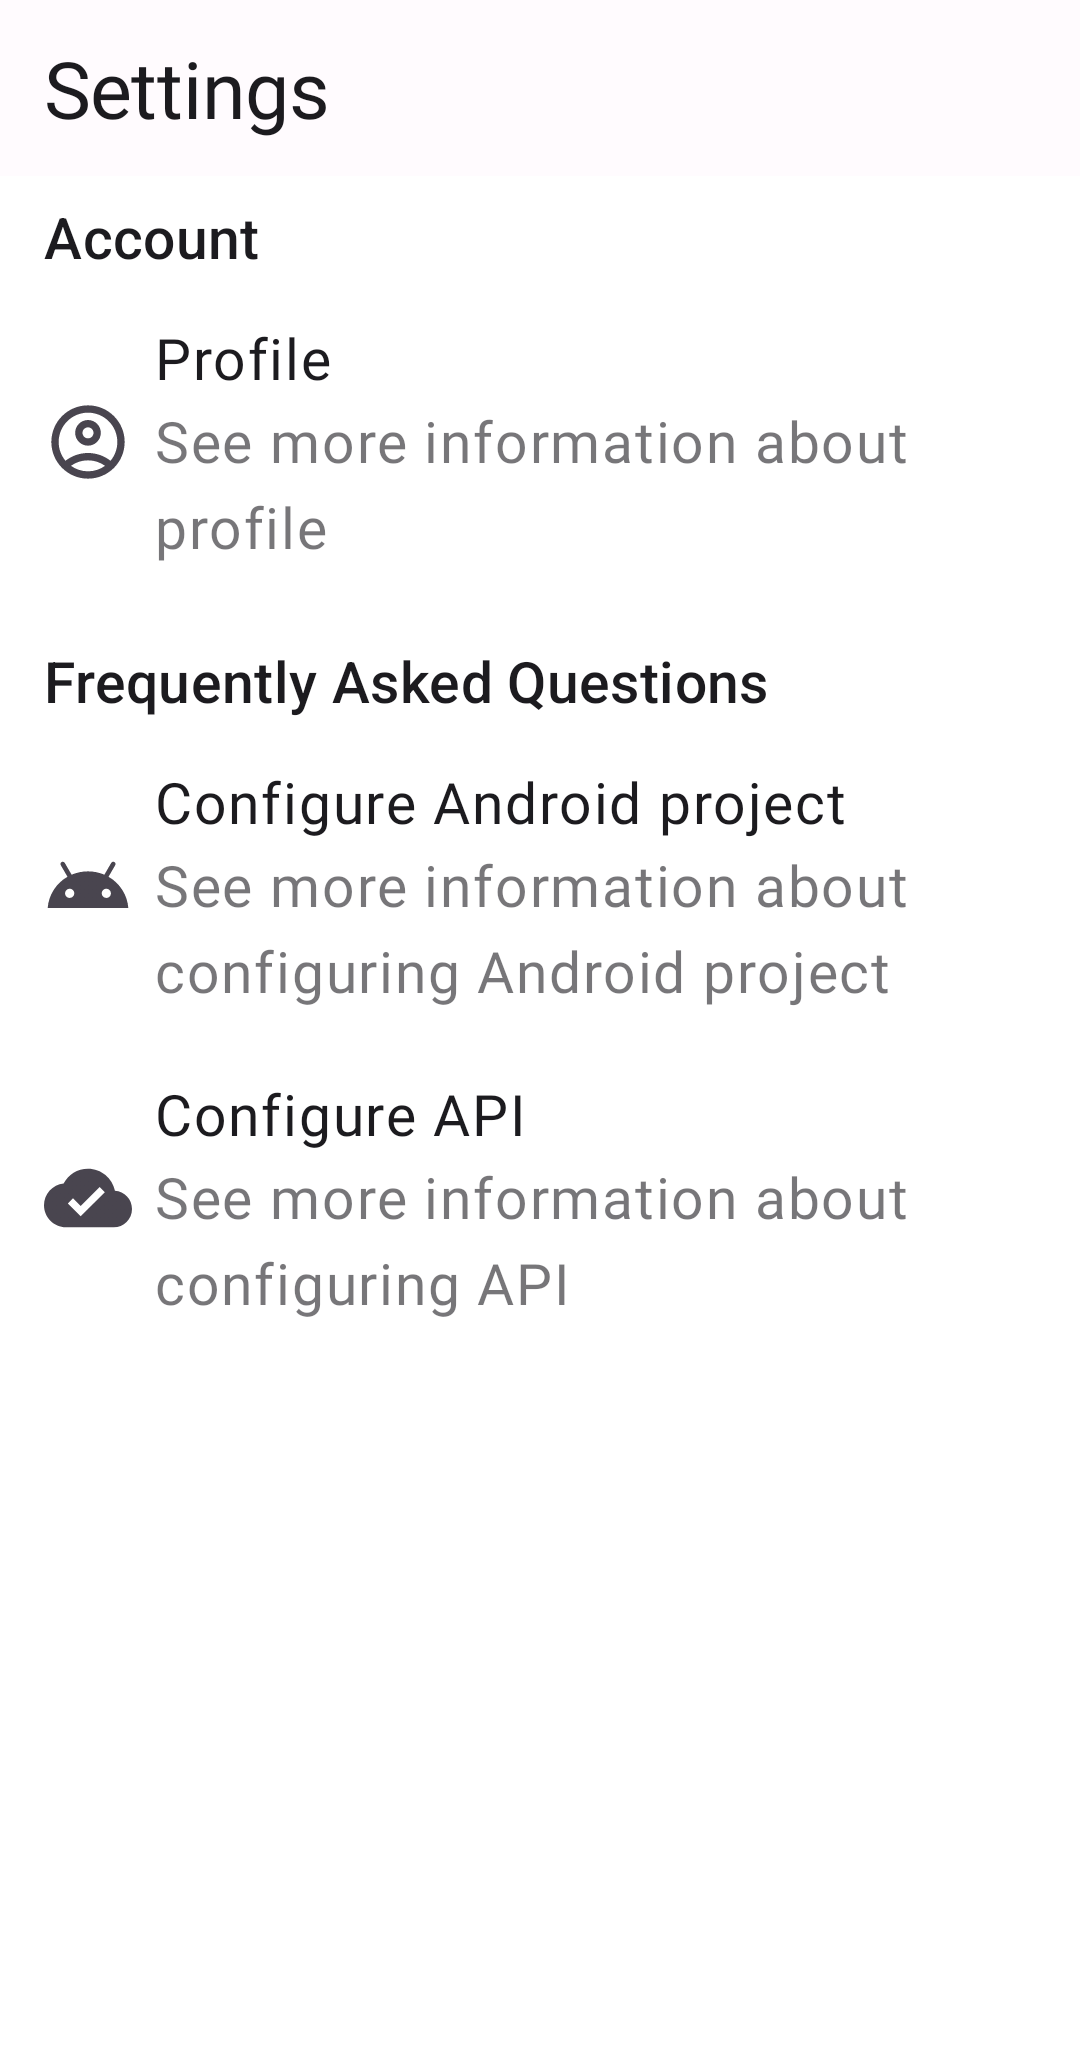 Settings
Account
Profile
See more information about
profile
Frequently Asked Questions
Configure Android project
See more information about
configuring Android project
Configure API
See more information about
configuring API